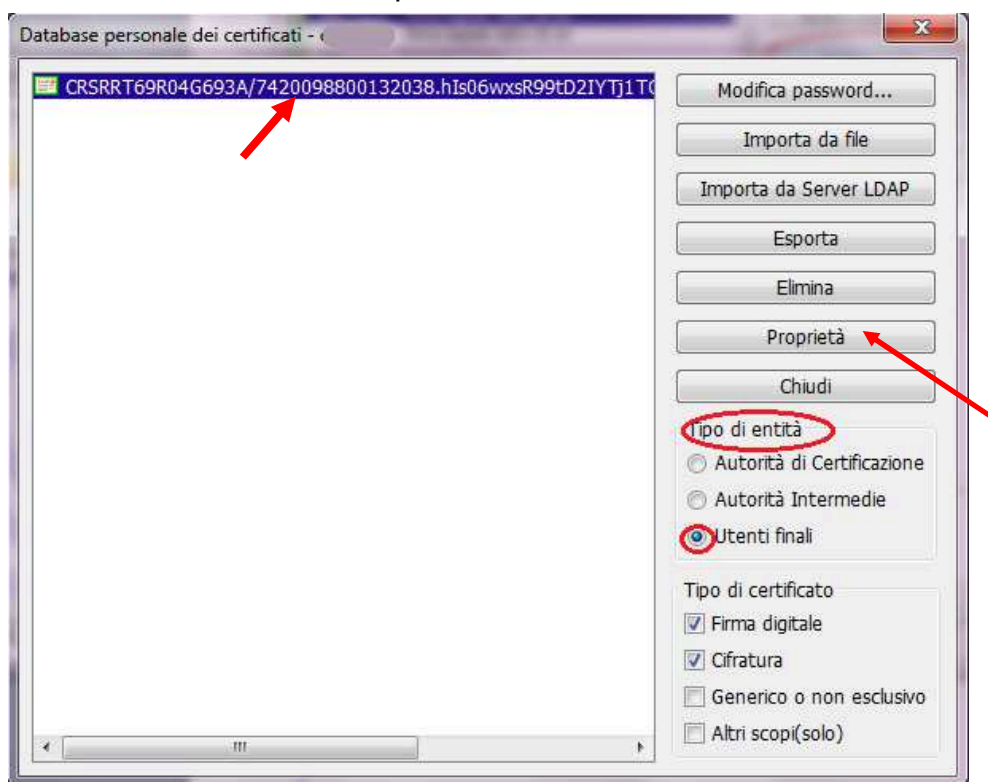 Database personale dei certificati -
CRSRRT69R04G693A/7420098800132038.hIs06wxsR99tD2IYTj1T
Modifica password...
Importa da file
Importa da Server LDAP
Esporta
Elimina
Proprietà
Chiudi
Tipo di entità
Autorità di Certificazione
Autorità Intermedie
Utenti finali
Tipo di certificato
Firma digitale
Cifratura
Generico o non esclusivo
Altri scopi(solo)